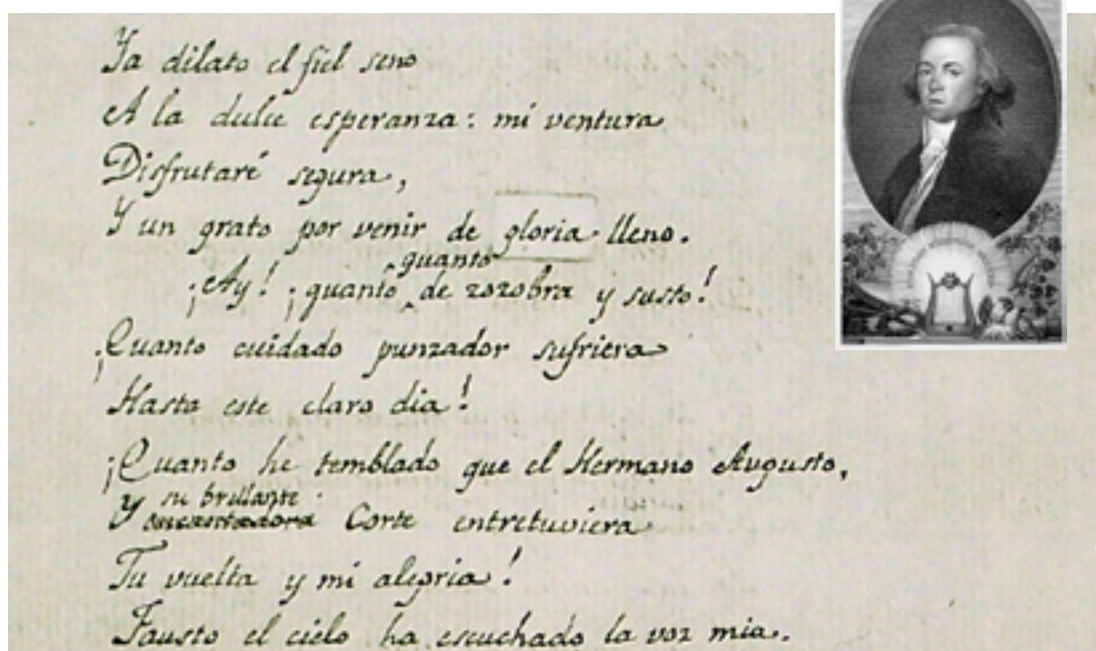 Ya dilato el fiel seno
A la dulce esperanza: mi ventura
Disfrutaré segura,
Y un grato por venir de gloria lleno.
quanto
¡Ay! ¡quanto de zozobra y susto!
¡Quanto cuidado punzador sufriera
Hasta este claro dia!
¡Quanto he temblado que el Hermano Augusto,
su brillante
Y encantadora Corte entretuviera
Tu vuelta y mi alegria!
Fausto el cielo ha escuchado la voz mia.